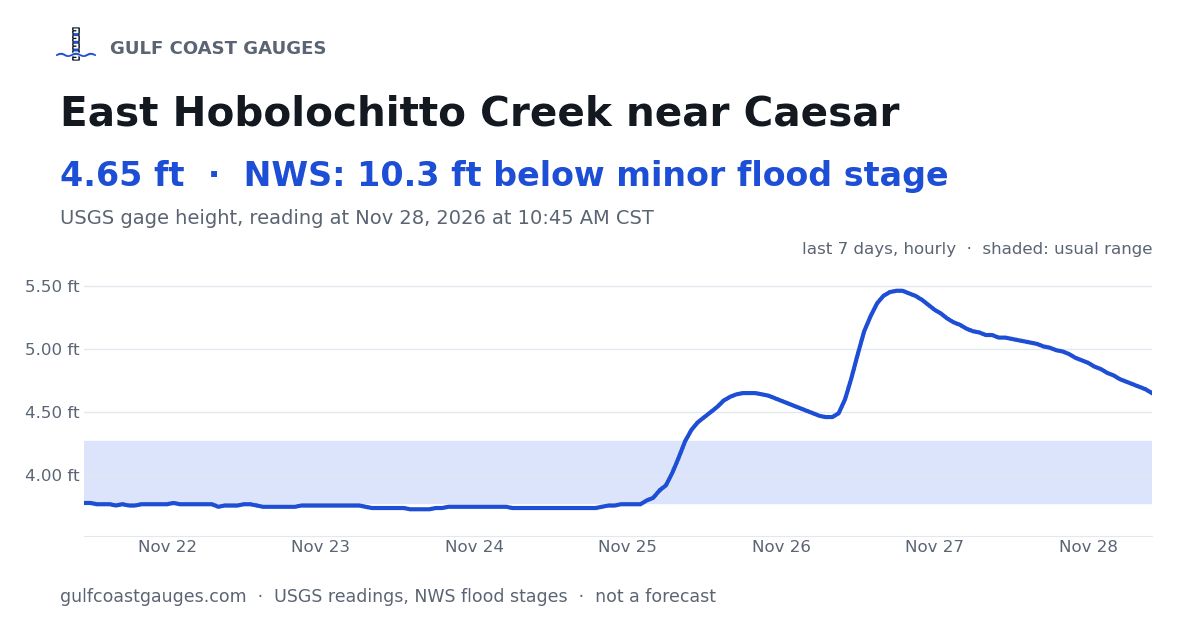 GULF COAST GAUGES
East Hobolochitto Creek near Caesar
4.65 ft · NWS: 10.3 ft below minor flood stage
USGS gage height, reading at Nov 28, 2026 at 10:45 AM CST
last 7 days, hourly · shaded: usual range
5.50 ft
5.00 ft
4.50 ft
4.00 ft
Nov 22 Nov 23 Nov 24 Nov 25 Nov 26 Nov 27 Nov 28
gulfcoastgauges.com · USGS readings, NWS flood stages · not a forecast